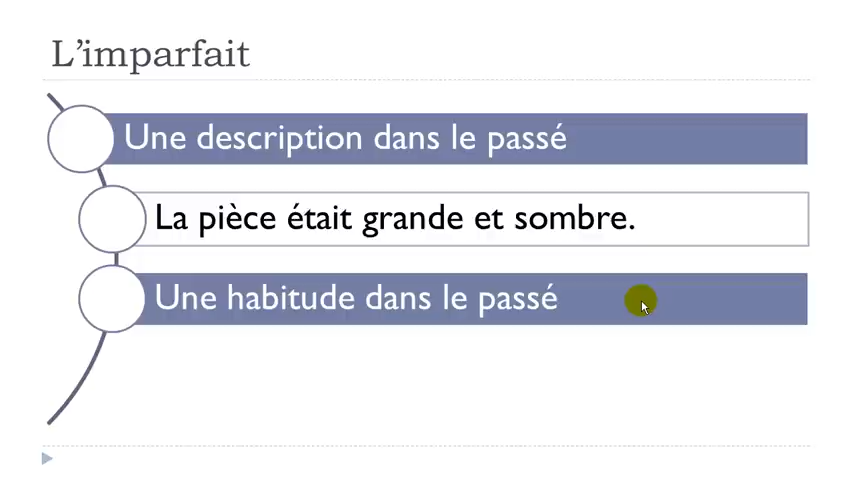 L’imparfait
Une description dans le passé
La pièce était grande et sombre.
Une habitude dans le passé